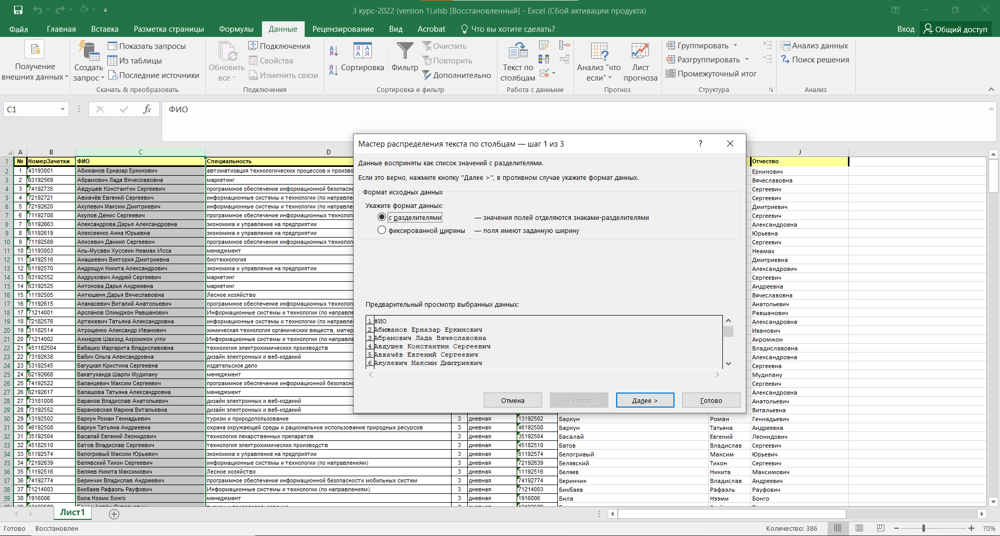 3 курс-2022 (version 1).xlsb [Восстановленный] - Excel (Сбой активации продукта)
Файл Главная Вставка Разметка страницы Формулы Данные Рецензирование Вид Acrobat Что вы хотите сделать? Вход Общий доступ
Получение внешних данных
Создать запрос
Показать запросы
Из таблицы
Последние источники
Скачать & преобразовать
Обновить все
Подключения
Свойства
Изменить связи
Подключения
Сортировка
Фильтр
Очистить
Повторить
Дополнительно
Сортировка и фильтр
Текст по столбцам
Работа с данными
Анализ "что если"
Лист прогноза
Прогноз
Группировать
Разгруппировать
Промежуточный итог
Структура
Анализ данных
Поиск решения
Анализ
C1 fx ФИО
A B C D J
1 № НомерЗачетки ФИО Специальность Отчество
2 1 43193001 Абижанов Ерназар Еркинович автоматизация технологических процессов и произво Еркинович
3 2 63192569 Абрамович Лада Вячеславовна маркетинг Вячеславовна
4 3 74192735 Авдушев Константин Сергеевич программное обеспечение информационной безопасно Сергеевич
5 4 72192721 Авхачёв Евгений Сергеевич информационные системы и технологии (по направле Сергеевич
6 5 72192620 Акулевич Максим Дмитриевич информационные системы и технологии (по направле Дмитриевич
7 6 71192708 Акулов Денис Сергеевич программное обеспечение информационных технологи Сергеевич
8 7 61192663 Александрова Дарья Александровна экономика и управление на предприятии Александровна
9 8 61192619 Алексеенко Анна Юрьевна экономика и управление на предприятии Юрьевна
10 9 71192589 Алисевич Даниил Сергеевич программное обеспечение информационных технологи Сергеевич
11 10 31193003 Аль-Мусави Хуссеин Неамах Исса менеджмент Неамах
12 11 34192516 Анашкевич Виктория Дмитриевна биотехнология Дмитриевна
13 12 61192570 Андрощук Никита Александрович экономика и управление на предприятии Александрович
14 13 63192552 Андрухович Андрей Сергеевич маркетинг Сергеевич
15 14 63192525 Антонова Дарья Андреевна маркетинг Андреевна
16 15 11192505 Антюшеня Дарья Вячеславовна Лесное хозяйство Вячеславовна
17 16 71192615 Апанасевич Виталий Анатольевич программное обеспечение информационных технологи Анатольевич
18 17 71214001 Арсланов Олимджон Равшанович Информационные системы и технологии (по направле Равшанович
19 18 72182576 Артюкевич Татьяна Александровна информационные системы и технологии (по направле Александровна
20 19 31182514 Атрощенко Александр Иванович химическая технология органических веществ, матер Иванович
21 20 71214002 Ахмедов Шахзод Акромжон угли Информационные системы и технологии (по направле Акромжон
22 21 451182504 Бабашко Маргарита Владиславовна технология электрохимических производств Владиславовна
23 22 73192638 Бабич Ольга Александровна дизайн электронных и веб-изданий Александровна
24 23 53192545 Багуцкая Кристина Сергеевна издательское дело Сергеевна
25 24 62192668 Бакатуканда Шарли Мудипану менеджмент Мудипану
26 25 74192522 Баланцевич Максим Сергеевич программное обеспечение информационной безопасно Сергеевич
27 26 62192617 Балашова Татьяна Александровна менеджмент Александровна
28 27 73181008 Баранов Владислав Анатольевич дизайн электронных и веб-изданий Анатольевич
29 28 73192552 Барановская Марина Витальевна дизайн электронных и веб-изданий Витальевна
30 29 13192502 Баркун Роман Геннадьевич туризм и природопользование 3 дневная 13192502 Баркун Роман Геннадьевич
31 30 46192508 Баркун Татьяна Андреевна охрана окружающей среды и рациональное использование природных ресурсов 3 дневная 46192508 Баркун Татьяна Андреевна
32 31 35192504 Басалай Евгений Леонидович технология лекарственных препаратов 3 дневная 35192504 Басалай Евгений Леонидович
33 32 45182510 Батов Владислав Сергеевич технология электрохимических производств 3 дневная 45182510 Батов Владислав Сергеевич
34 33 61192574 Белогривый Максим Юрьевич экономика и управление на предприятии 3 дневная 61192574 Белогривый Максим Юрьевич
35 34 72192639 Белявский Тихон Сергеевич информационные системы и технологии (по направлениям) 3 дневная 72192639 Белявский Тихон Сергеевич
36 35 11192516 Беляев Никита Максимович Лесное хозяйство 3 дневная 11192516 Беляев Никита Максимович
37 36 74192774 Беринчик Владислав Андреевич программное обеспечение информационной безопасности мобильных систем 3 дневная 74192774 Беринчик Владислав Андреевич
38 37 71214003 Бикбаев Рафаэль Рауфович Информационные системы и технологии (по направлениям). 3 дневная 71214003 Бикбаев Рафаэль Рауфович
39 38 1916006 Била Нээми Бонго менеджмент 3 дневная 1916006 Била Нээми Бонго
Мастер распределения текста по столбцам — шаг 1 из 3
Данные восприняты как список значений с разделителями.
Если это верно, нажмите кнопку "Далее >", в противном случае укажите формат данных.
Формат исходных данных
Укажите формат данных:
с разделителями — значения полей отделяются знаками-разделителями
фиксированной ширины — поля имеют заданную ширину
Предварительный просмотр выбранных данных:
1 ФИО
2 Абижанов Ерназар Еркинович
3 Абрамович Лада Вячеславовна
4 Авдушев Константин Сергеевич
5 Авхачёв Евгений Сергеевич
6 Акулевич Максим Дмитриевич
Отмена < Назад Далее > Готово
Лист1
Готово Восстановлен Количество: 386 70%